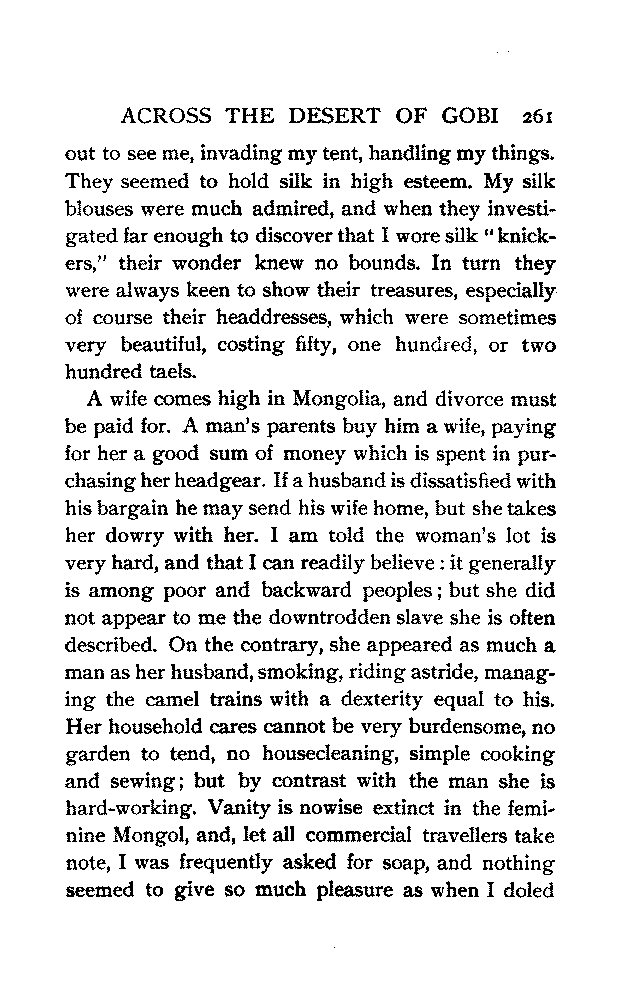 ACROSS THE DESERT OF GOBI 261
out to see me, invading my tent, handling my things.
They seemed to hold silk in high esteem. My silk
blouses were much admired, and when they investi-
gated far enough to discover that I wore silk "knick-
ers," their wonder knew no bounds. In turn they
were always keen to show their treasures, especially
of course their headdresses, which were sometimes
very beautiful, costing fifty, one hundred, or two
hundred taels.
A wife comes high in Mongolia, and divorce must
be paid for. A man's parents buy him a wife, paying
for her a good sum of money which is spent in pur-
chasing her headgear. If a husband is dissatisfied with
his bargain he may send his wife home, but she takes
her dowry with her. I am told the woman's lot is
very hard, and that I can readily believe : it generally
is among poor and backward peoples ; but she did
not appear to me the downtrodden slave she is often
described. On the contrary, she appeared as much a
man as her husband, smoking, riding astride, manag-
ing the camel trains with a dexterity equal to his.
Her household cares cannot be very burdensome, no
garden to tend, no housecleaning, simple cooking
and sewing ; but by contrast with the man she is
hard-working. Vanity is nowise extinct in the femi-
nine Mongol, and, let all commercial travellers take
note, I was frequently asked for soap, and nothing
seemed to give so much pleasure as when I doled